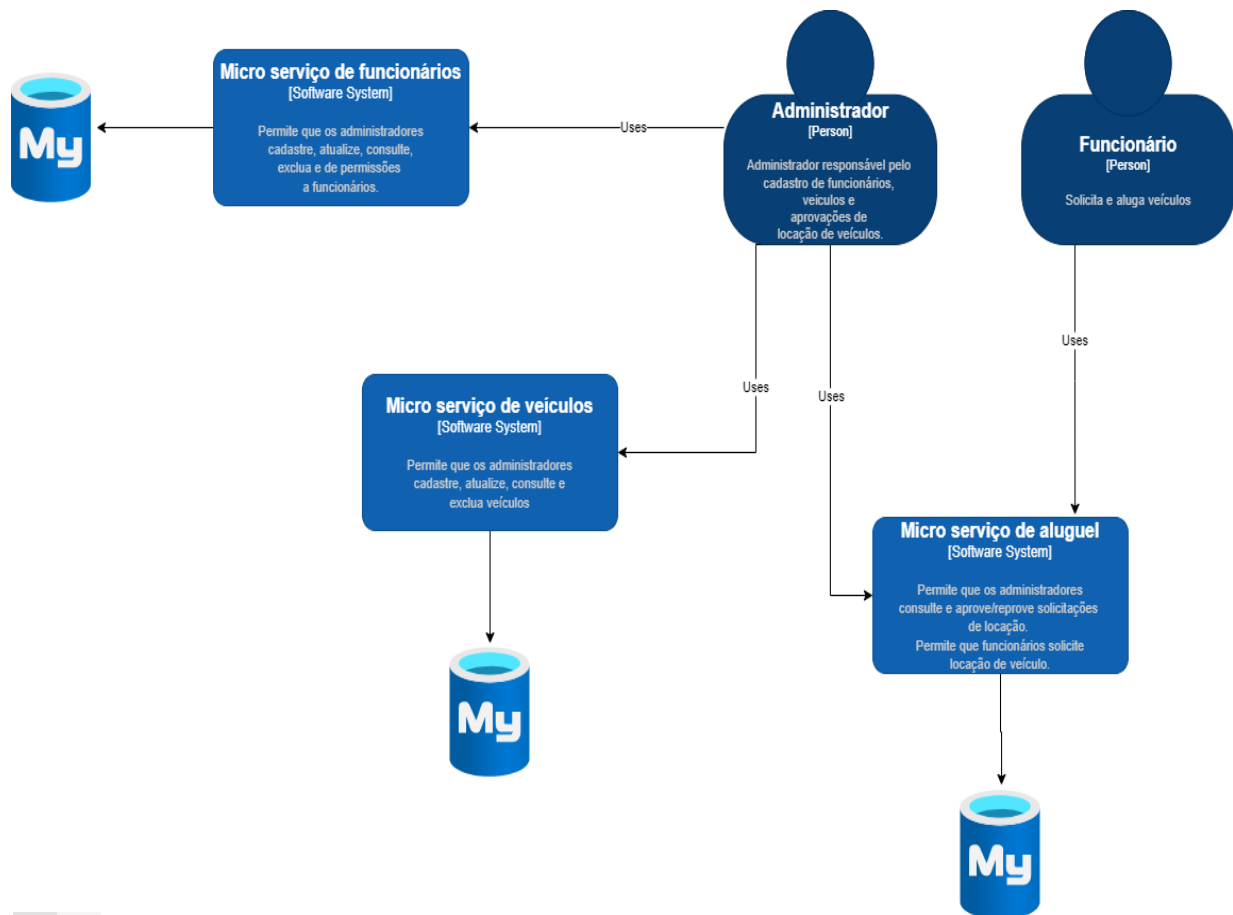 Micro serviço de funcionários
[Software System]
Permite que os administradores
cadastre, atualize, consulte,
exclua e de permissões
a funcionários.
My
Uses
Administrador
[Person]
Administrador responsável pelo
cadastro de funcionários,
veiculos e
aprovações de
locação de veículos.
Funcionário
[Person]
Solicita e aluga veículos
Uses
Uses
Uses
Micro serviço de veículos
[Software System]
Permite que os administradores
cadastre, atualize, consulte e
exclua veículos
My
Micro serviço de aluguel
[Software System]
Permite que os administradores
consulte e aprove/reprove solicitações
de locação.
Permite que funcionários solicite
locação de veículo.
My